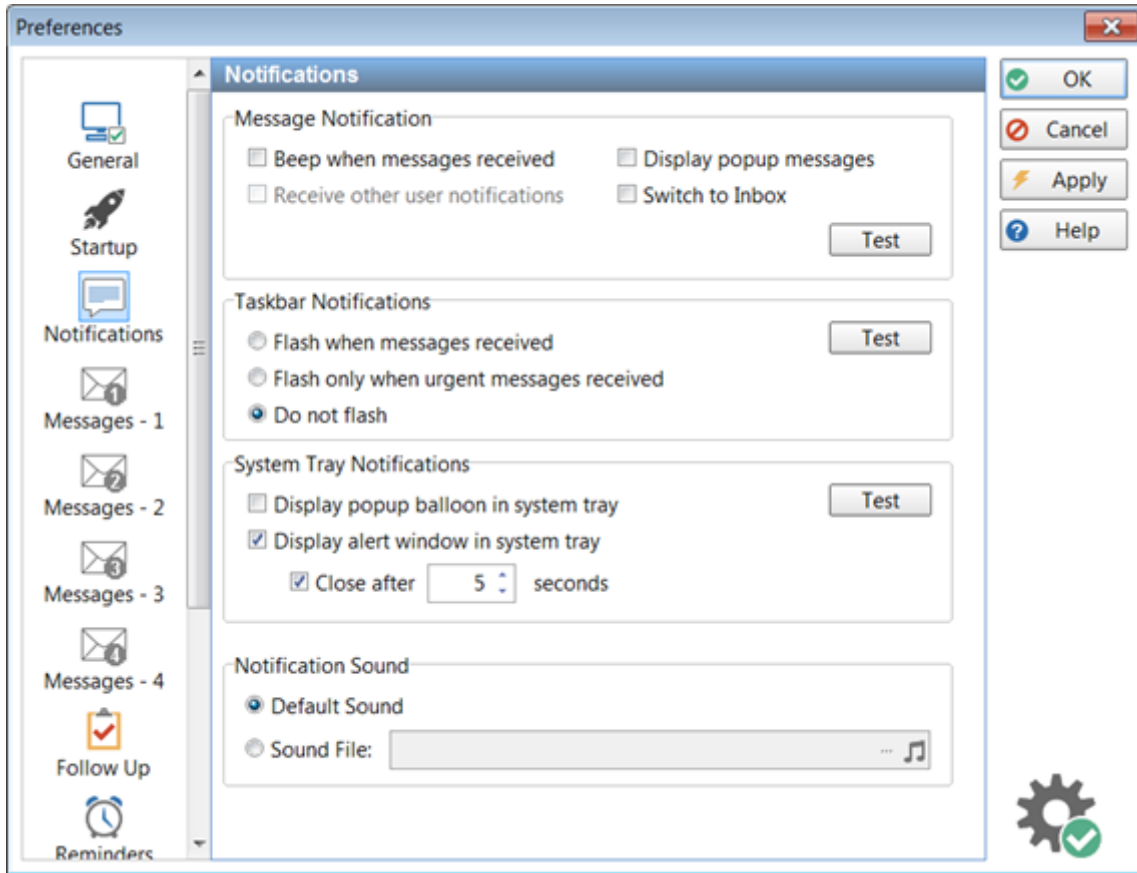 Preferences
General
Startup
Notifications
Messages - 1
Messages - 2
Messages - 3
Messages - 4
Follow Up
Reminders
Notifications
Message Notification
Beep when messages received
Display popup messages
Receive other user notifications
Switch to Inbox
Test
Taskbar Notifications
Flash when messages received
Test
Flash only when urgent messages received
Do not flash
System Tray Notifications
Display popup balloon in system tray
Test
Display alert window in system tray
Close after 5 seconds
Notification Sound
Default Sound
Sound File: ...
OK
Cancel
Apply
Help